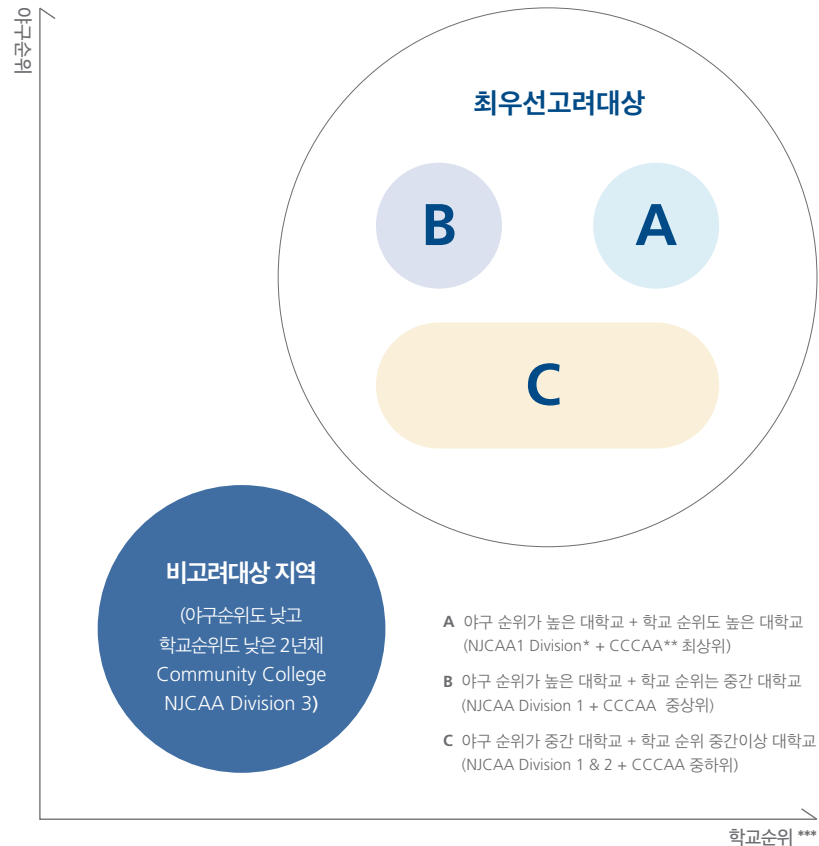 야구순위
최우선고려대상
B
A
C
비고려대상 지역
(야구순위도 낮고
학교순위도 낮은 2년제
Community College
NJCAA Division 3)
A 야구 순위가 높은 대학교 + 학교 순위도 높은 대학교
(NJCAA1 Division* + CCCAA** 최상위)
B 야구 순위가 높은 대학교 + 학교 순위는 중간 대학교
(NJCAA Division 1 + CCCAA 중상위)
C 야구 순위가 중간 대학교 + 학교 순위 중간이상 대학교
(NJCAA Division 1 & 2 + CCCAA 중하위)
학교순위 ***